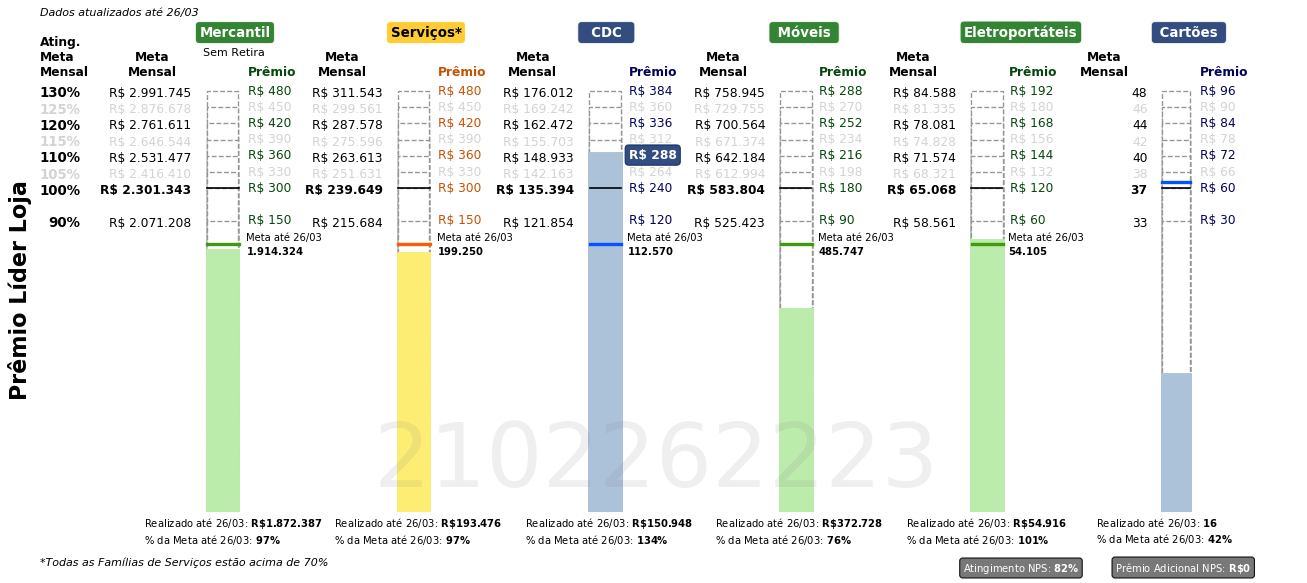 Dados atualizados até 26/03
Mercantil Serviços* CDC Móveis Eletroportáteis Cartões
Sem Retira
Ating. Meta Mensal
Meta Mensal Prêmio Meta Mensal Prêmio Meta Mensal Prêmio Meta Mensal Prêmio Meta Mensal Prêmio Meta Mensal Prêmio
130% R$ 2.991.745 R$ 480 R$ 311.543 R$ 480 R$ 176.012 R$ 384 R$ 758.945 R$ 288 R$ 84.588 R$ 192 48 R$ 96
125% R$ 2.876.678 R$ 450 R$ 299.561 R$ 450 R$ 169.242 R$ 360 R$ 729.755 R$ 270 R$ 81.335 R$ 180 46 R$ 90
120% R$ 2.761.611 R$ 420 R$ 287.578 R$ 420 R$ 162.472 R$ 336 R$ 700.564 R$ 252 R$ 78.081 R$ 168 44 R$ 84
115% R$ 2.646.544 R$ 390 R$ 275.596 R$ 390 R$ 155.703 R$ 312 R$ 671.374 R$ 234 R$ 74.828 R$ 156 42 R$ 78
110% R$ 2.531.477 R$ 360 R$ 263.613 R$ 360 R$ 148.933 R$ 288 R$ 642.184 R$ 216 R$ 71.574 R$ 144 40 R$ 72
105% R$ 2.416.410 R$ 330 R$ 251.631 R$ 330 R$ 142.163 R$ 264 R$ 612.994 R$ 198 R$ 68.321 R$ 132 38 R$ 66
100% R$ 2.301.343 R$ 300 R$ 239.649 R$ 300 R$ 135.394 R$ 240 R$ 583.804 R$ 180 R$ 65.068 R$ 120 37 R$ 60
90% R$ 2.071.208 R$ 150 R$ 215.684 R$ 150 R$ 121.854 R$ 120 R$ 525.423 R$ 90 R$ 58.561 R$ 60 33 R$ 30
Meta até 26/03 Meta até 26/03 Meta até 26/03 Meta até 26/03 Meta até 26/03
1.914.324 199.250 112.570 485.747 54.105
Prêmio Líder Loja
2102262223
Realizado até 26/03: R$1.872.387 Realizado até 26/03: R$193.476 Realizado até 26/03: R$150.948 Realizado até 26/03: R$372.728 Realizado até 26/03: R$54.916 Realizado até 26/03: 16
% da Meta até 26/03: 97% % da Meta até 26/03: 97% % da Meta até 26/03: 134% % da Meta até 26/03: 76% % da Meta até 26/03: 101% % da Meta até 26/03: 42%
*Todas as Famílias de Serviços estão acima de 70% Atingimento NPS: 82% Prêmio Adicional NPS: R$0